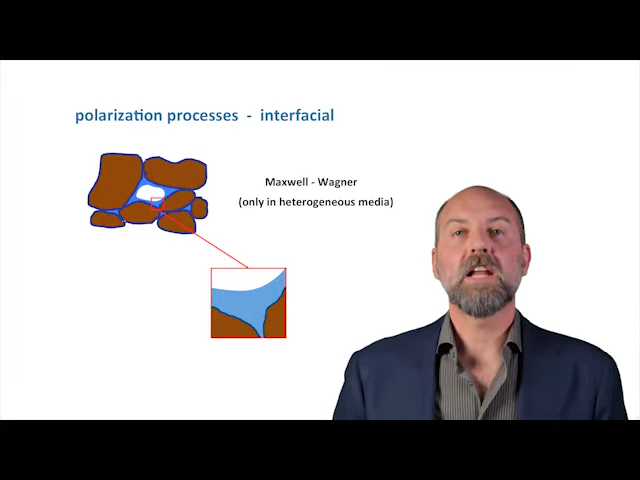 polarization processes - interfacial
Maxwell - Wagner
(only in heterogeneous media)